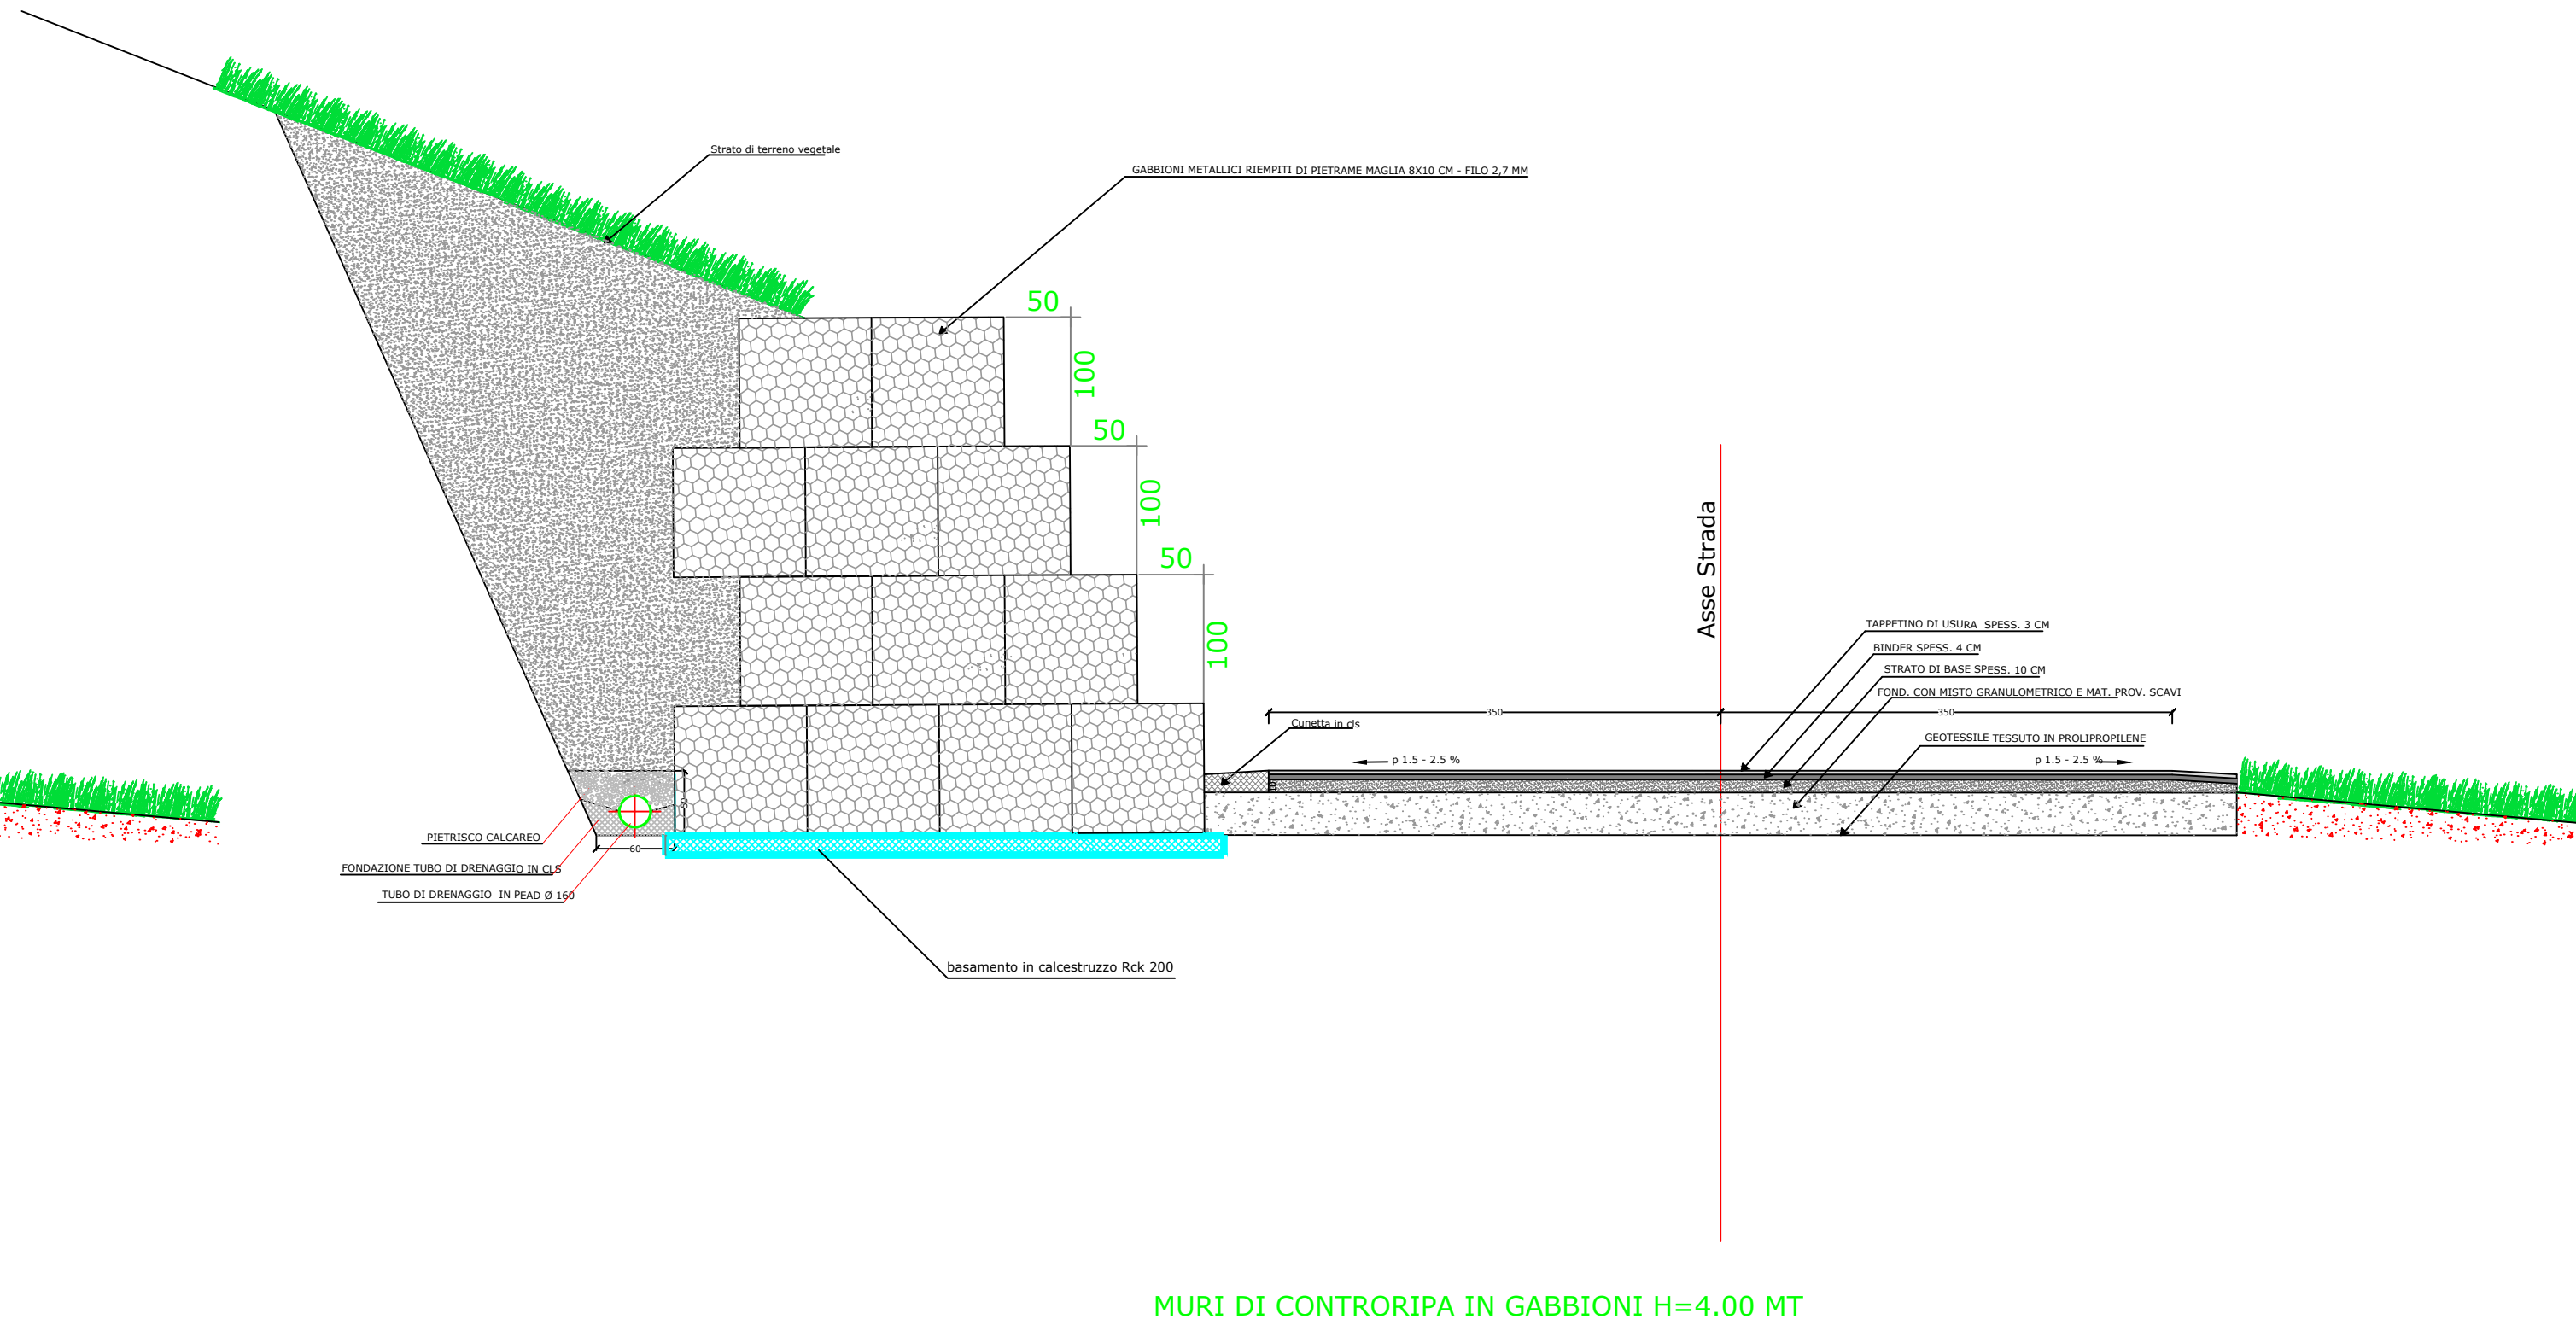 Strato di terreno vegetale
GABBIONI METALLICI RIEMPITI DI PIETRAME MAGLIA 8X10 CM - FILO 2,7 MM
50
100
50
100
50
100
Asse Strada
TAPPETINO DI USURA SPESS. 3 CM
BINDER SPESS. 4 CM
STRATO DI BASE SPESS. 10 CM
FOND. CON MISTO GRANULOMETRICO E MAT. PROV. SCAVI
350
350
Cunetta in cls
GEOTESSILE TESSUTO IN PROLIPROPILENE
p 1.5 - 2.5 %
p 1.5 - 2.5 %
10
50
PIETRISCO CALCAREO
60
FONDAZIONE TUBO DI DRENAGGIO IN CLS
TUBO DI DRENAGGIO IN PEAD Ø 160
basamento in calcestruzzo Rck 200
MURI DI CONTRORIPA IN GABBIONI H=4.00 MT